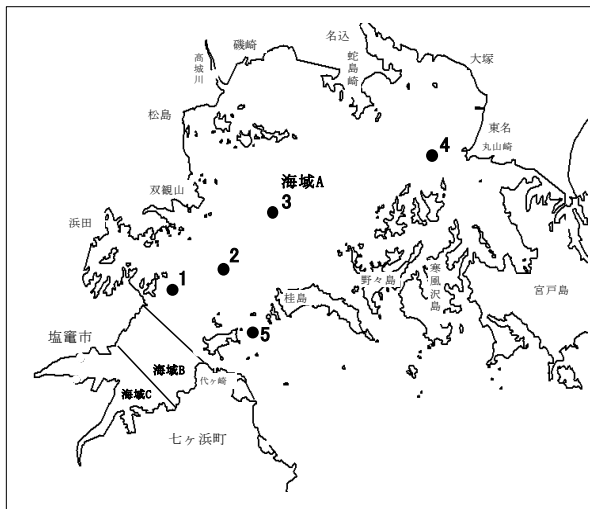 名込
磯崎
大塚
高城川
蛇島崎
松島
東名
丸山崎
4
双観山
海域A
3
浜田
2
寒風沢島
野々島
1
宮戸島
桂島
塩竈市
5
海域B
代ヶ崎
海域C
七ヶ浜町